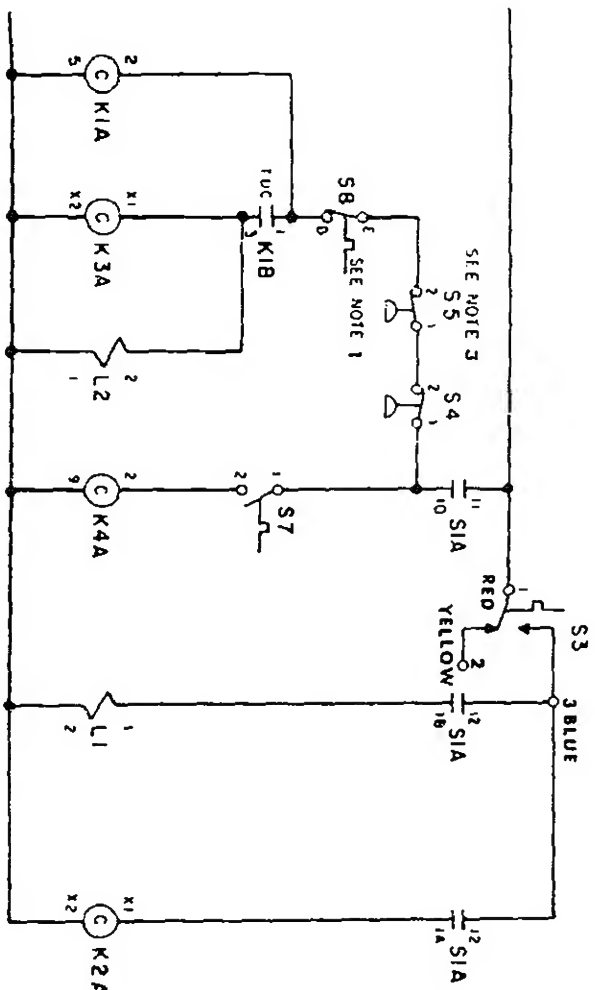 2
5
C
K1A
X1
X2
C
K3A
2
1
L2
2
9
C
K4A
1
2
L1
X1
X2
C
K2A
TUC
1
3
K1B
S8
E
D
SEE NOTE 1
SEE NOTE 3
2
S5
1
2
S4
1
1
2
S7
11
10
S1A
1
RED
YELLOW
2
S3
3 BLUE
12
1B
S1A
12
1A
S1A